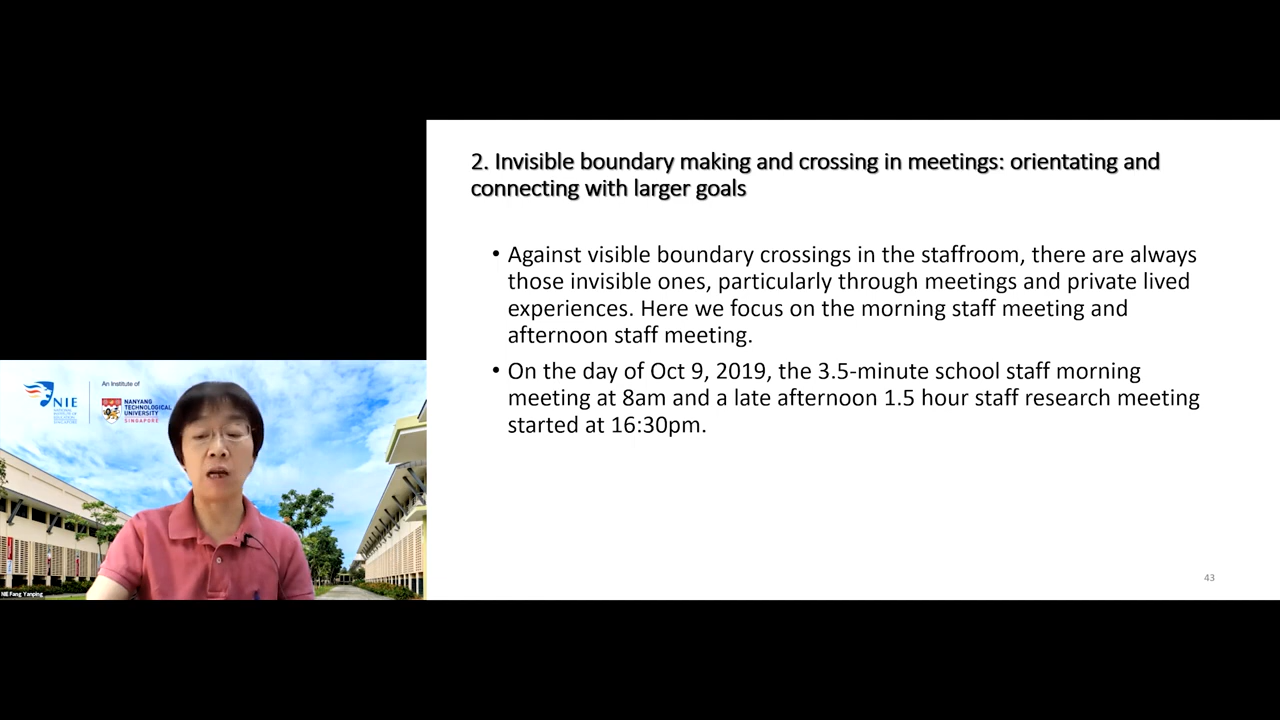 2. Invisible boundary making and crossing in meetings: orientating and
connecting with larger goals
• Against visible boundary crossings in the staffroom, there are always
those invisible ones, particularly through meetings and private lived
experiences. Here we focus on the morning staff meeting and
afternoon staff meeting.
• On the day of Oct 9, 2019, the 3.5-minute school staff morning
meeting at 8am and a late afternoon 1.5 hour staff research meeting
started at 16:30pm.
43
NIE
An Institute of
NANYANG
TECHNOLOGICAL
UNIVERSITY
SINGAPORE
NIE Fang Yanping